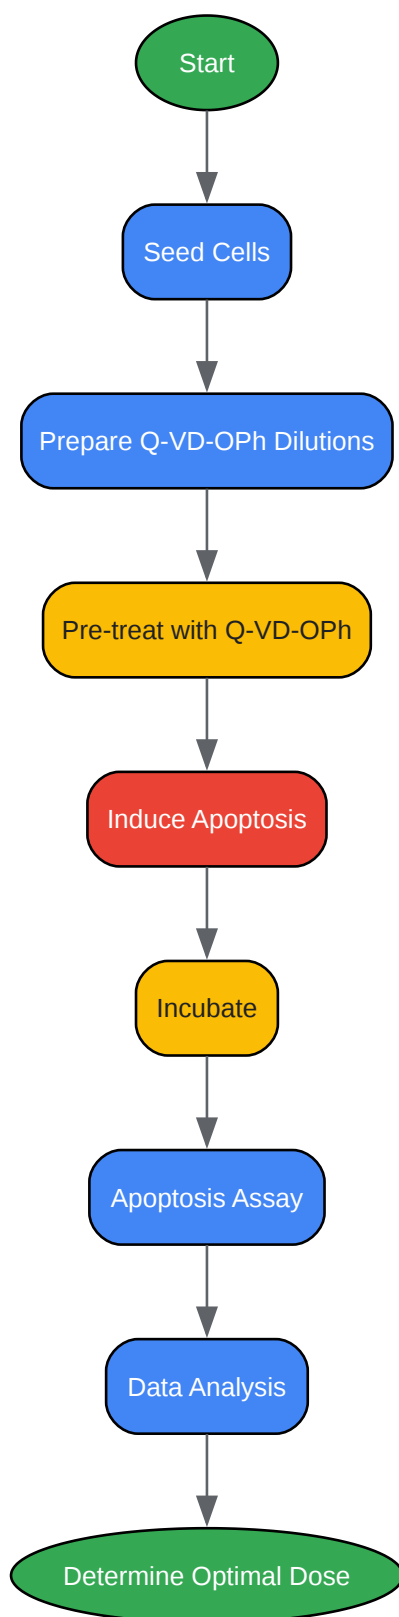 Start
Seed Cells
Prepare Q-VD-OPh Dilutions
Pre-treat with Q-VD-OPh
Induce Apoptosis
Incubate
Apoptosis Assay
Data Analysis
Determine Optimal Dose